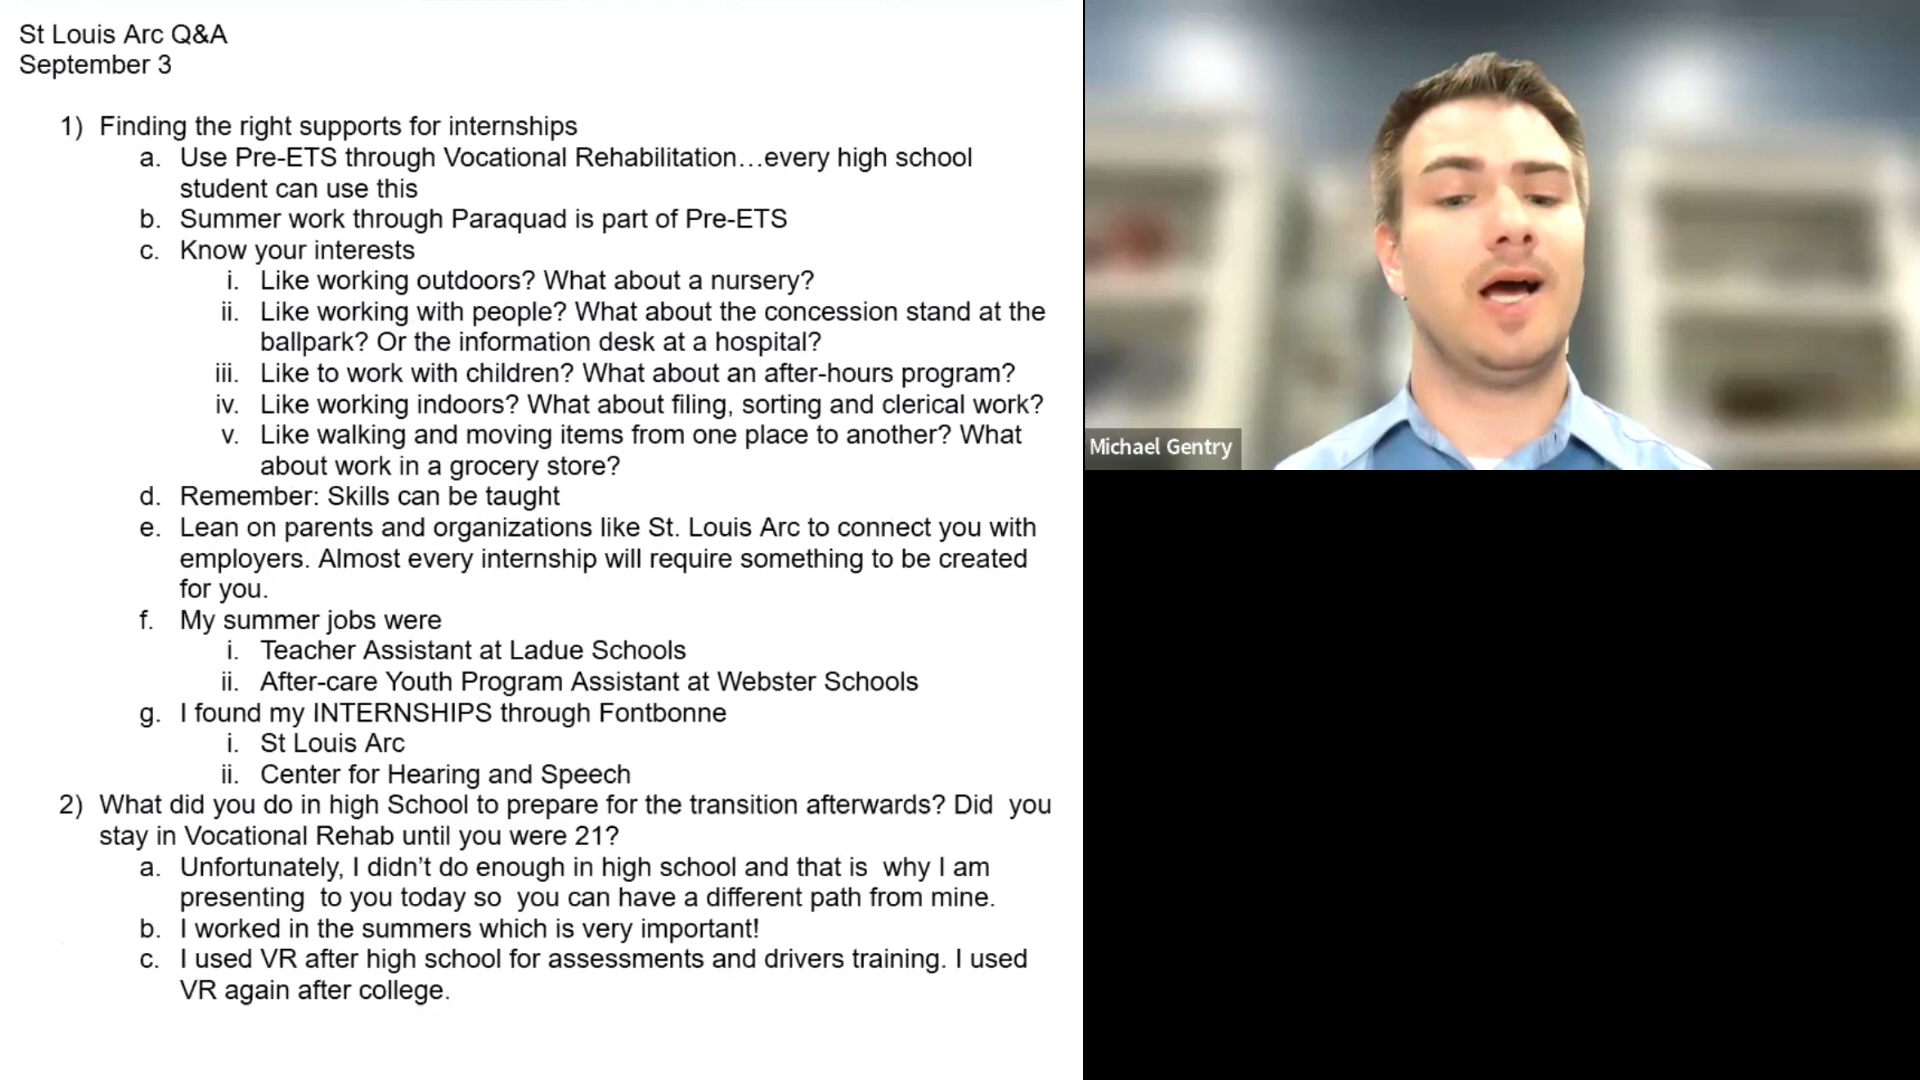 St Louis Arc Q&A
September 3
1) Finding the right supports for internships
a. Use Pre-ETS through Vocational Rehabilitation…every high school
student can use this
b. Summer work through Paraquad is part of Pre-ETS
c. Know your interests
i. Like working outdoors? What about a nursery?
ii. Like working with people? What about the concession stand at the
ballpark? Or the information desk at a hospital?
iii. Like to work with children? What about an after-hours program?
iv. Like working indoors? What about filing, sorting and clerical work?
v. Like walking and moving items from one place to another? What
about work in a grocery store?
d. Remember: Skills can be taught
e. Lean on parents and organizations like St. Louis Arc to connect you with
employers. Almost every internship will require something to be created
for you.
f. My summer jobs were
i. Teacher Assistant at Ladue Schools
ii. After-care Youth Program Assistant at Webster Schools
g. I found my INTERNSHIPS through Fontbonne
i. St Louis Arc
ii. Center for Hearing and Speech
2) What did you do in high School to prepare for the transition afterwards? Did you
stay in Vocational Rehab until you were 21?
a. Unfortunately, I didn’t do enough in high school and that is why I am
presenting to you today so you can have a different path from mine.
b. I worked in the summers which is very important!
c. I used VR after high school for assessments and drivers training. I used
VR again after college.
Michael Gentry